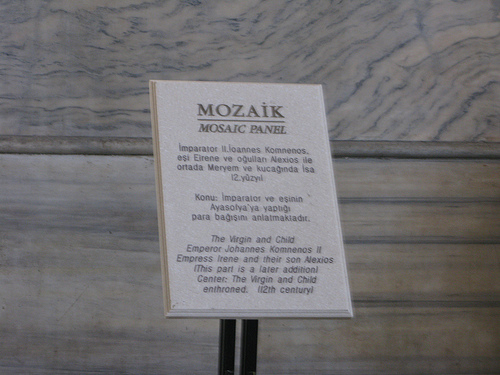 MOZAİK
MOSAIC PANEL
İmparator II.Ioannes Komnenos,
eşi Eirene ve oğulları Alexios ile
ortada Meryem ve kucağında İsa
12.yüzyıl.
Konu: İmparator ve eşinin
Ayasofya'ya yaptığı
para bağışını anlatmaktadır.
The Virgin and Child
Emperor Johannes Komnenos II
Empress Irene and their son Alexios
(This part is a later addition)
Center: The Virgin and Child
enthroned. (12th century)